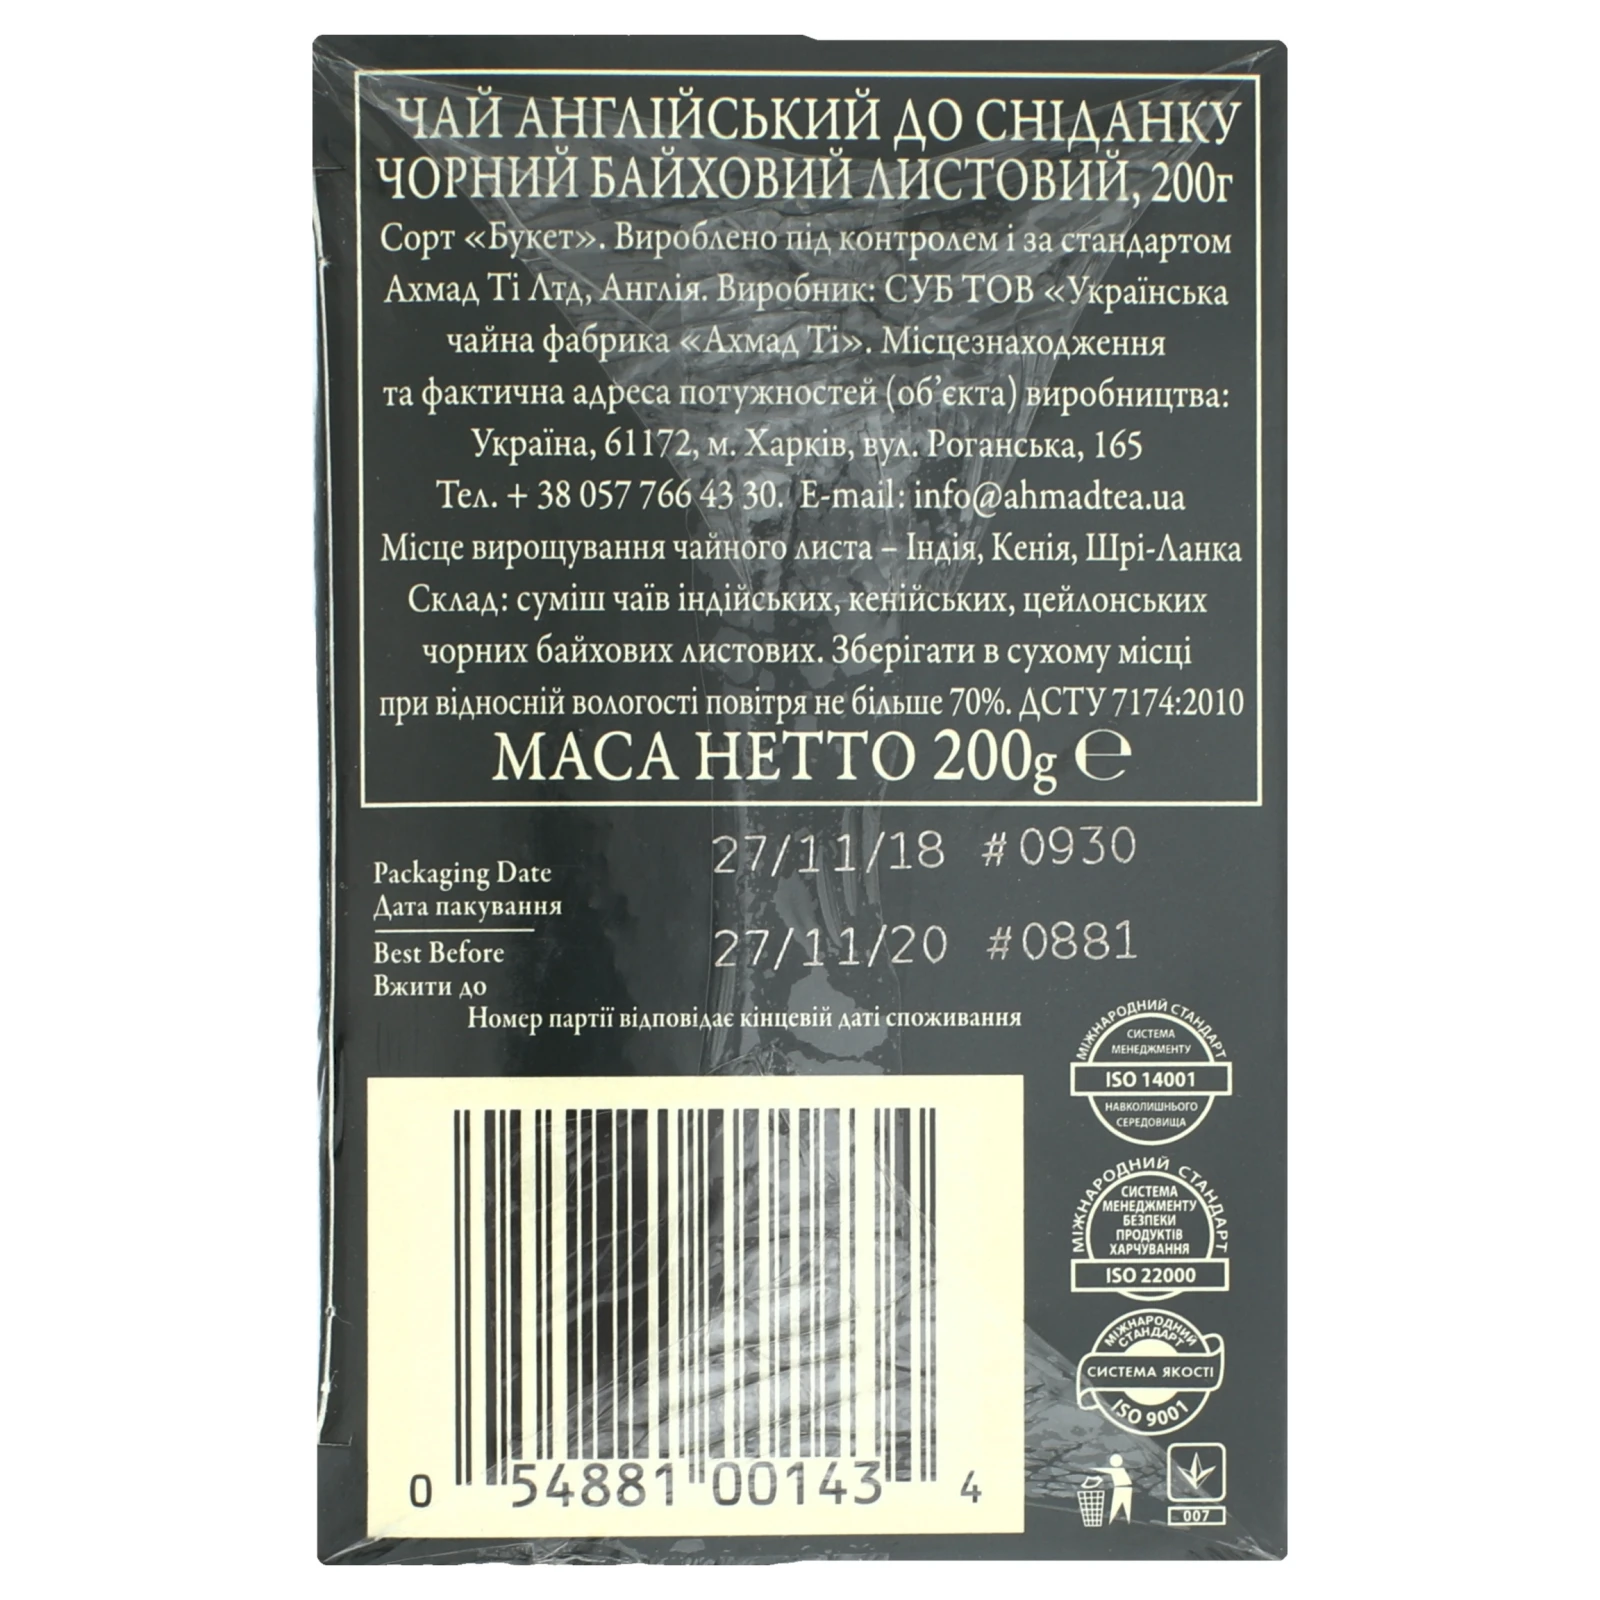 ЧАЙ АНГЛІЙСЬКИЙ ДО СНІДАНКУ
ЧОРНИЙ БАЙХОВИЙ ЛИСТОВИЙ, 200г
Сорт «Букет». Вироблено під контролем і за стандартом
Ахмад Ті Лтд, Англія. Виробник: СУБ ТОВ «Українська
чайна фабрика «Ахмад Ті». Місцезнаходження
та фактична адреса потужностей (об’єкта) виробництва:
Україна, 61172, м. Харків, вул. Роганська, 165
Тел. + 38 057 766 43 30. E-mail: info@ahmadtea.ua
Місце вирощування чайного листа – Індія, Кенія, Шрі-Ланка
Склад: суміш чаїв індійських, кенійських, цейлонських
чорних байхових листових. Зберігати в сухому місці
при відносній вологості повітря не більше 70%. ДСТУ 7174:2010
МАСА НЕТТО 200g ℮
27/11/18 #0930
Packaging Date
Дата пакування
27/11/20 #0881
Best Before
Вжити до
Номер партії відповідає кінцевій даті споживання
МІЖНАРОДНИЙ СТАНДАРТ
СИСТЕМА
МЕНЕДЖМЕНТУ
ISO 14001
НАВКОЛИШНЬОГО
СЕРЕДОВИЩА
МІЖНАРОДНИЙ СТАНДАРТ
СИСТЕМА
МЕНЕДЖМЕНТУ
БЕЗПЕКИ
ПРОДУКТІВ
ХАРЧУВАННЯ
ISO 22000
МІЖНАРОДНИЙ
СТАНДАРТ
СИСТЕМА ЯКОСТІ
ISO 9001
0 54881 00143 4
007